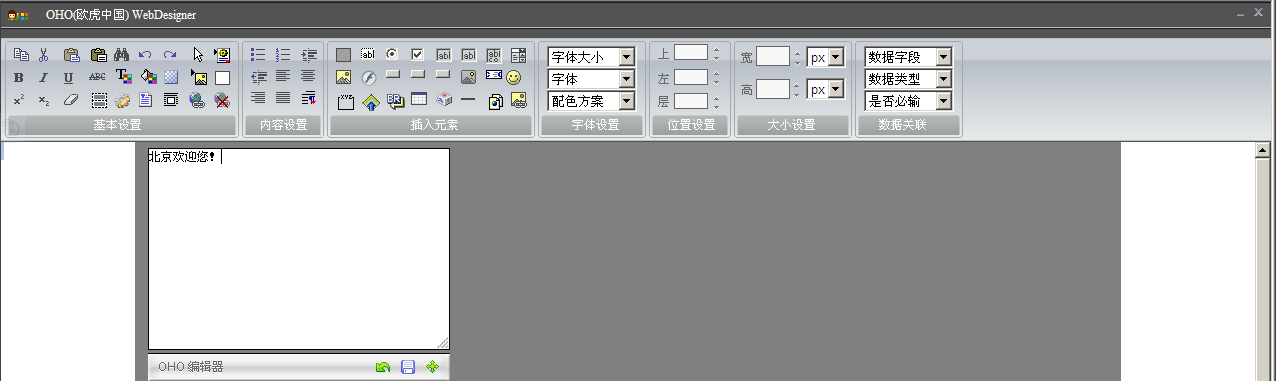 OHO(欧虎中国) WebDesigner
字体大小
上
宽
px
数据字段
B I U ABC
字体
左
数据类型
配色方案
层
高
px
是否必输
基本设置
内容设置
插入元素
字体设置
位置设置
大小设置
数据关联
北京欢迎您！
OHO 编辑器